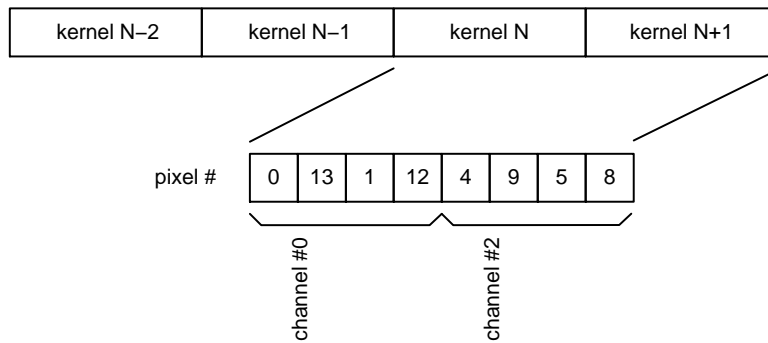 kernel N–2 kernel N–1 kernel N kernel N+1
pixel # 0 13 1 12 4 9 5 8
channel #0
channel #2